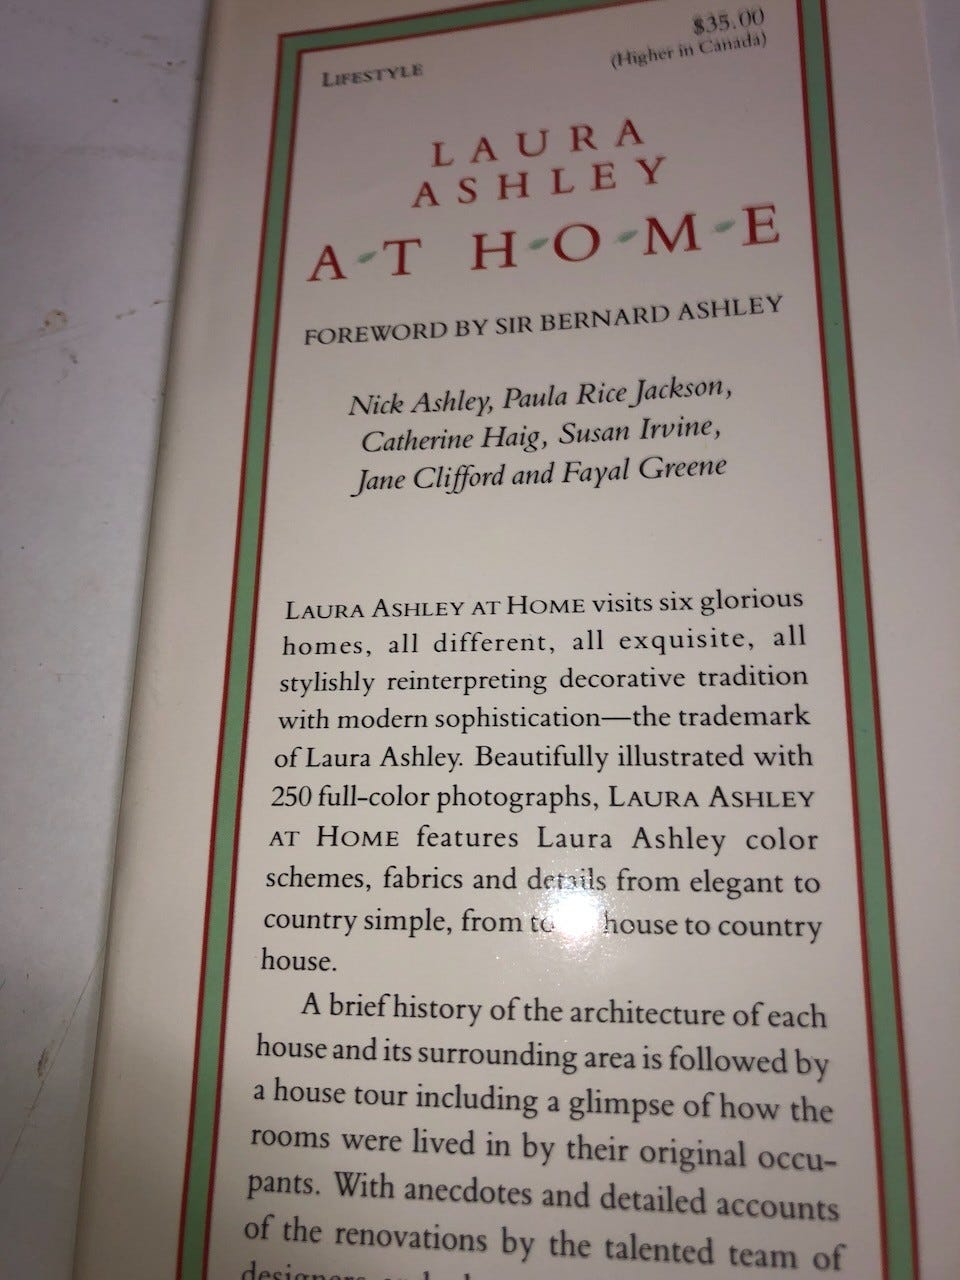 LIFESTYLE
$35.00
(Higher in Canada)
LAURA
ASHLEY
A·T H·O·M·E
FOREWORD BY SIR BERNARD ASHLEY
Nick Ashley, Paula Rice Jackson,
Catherine Haig, Susan Irvine,
Jane Clifford and Fayal Greene
LAURA ASHLEY AT HOME visits six glorious
homes, all different, all exquisite, all
stylishly reinterpreting decorative tradition
with modern sophistication—the trademark
of Laura Ashley. Beautifully illustrated with
250 full-color photographs, LAURA ASHLEY
AT HOME features Laura Ashley color
schemes, fabrics and details from elegant to
country simple, from house to country
house.
A brief history of the architecture of each
house and its surrounding area is followed by
a house tour including a glimpse of how the
rooms were lived in by their original occu-
pants. With anecdotes and detailed accounts
of the renovations by the talented team of
designers